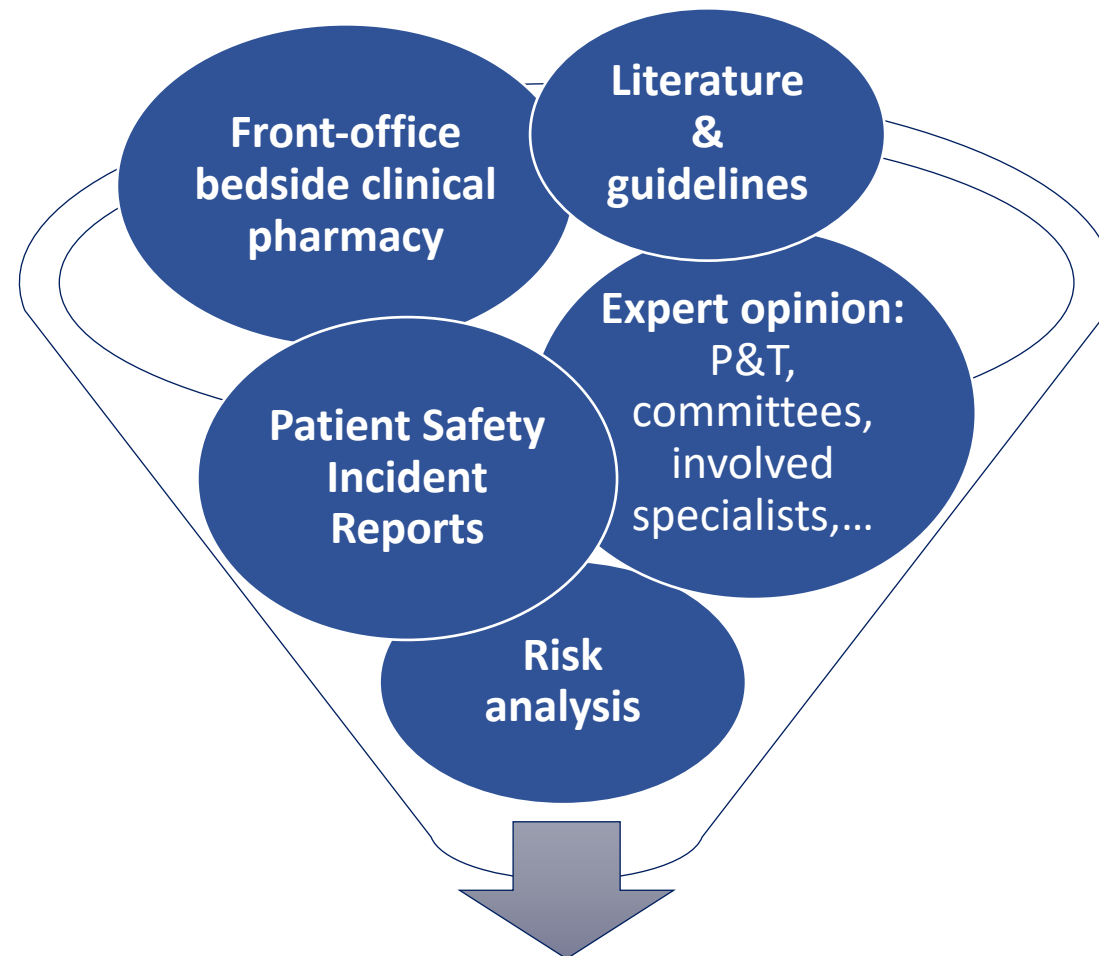 Front-office
bedside clinical
pharmacy
Literature
&
guidelines
Expert opinion:
P&T,
committees,
involved
specialists,...
Patient Safety
Incident
Reports
Risk
analysis